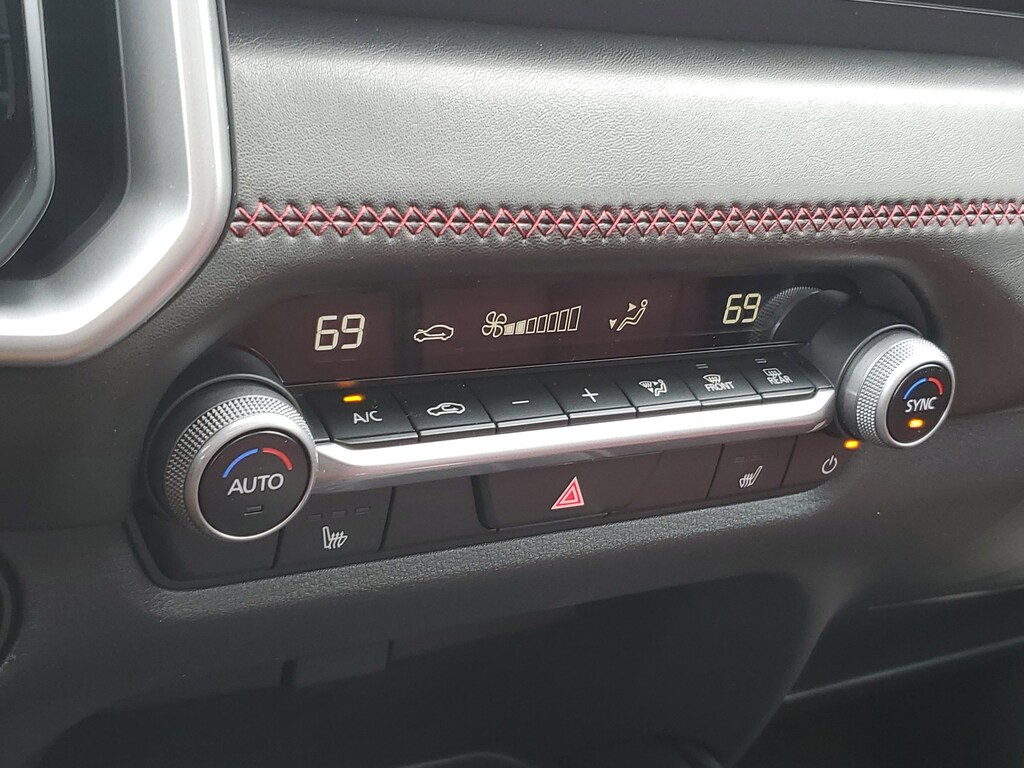 69 69
A/C − + FRONT REAR
AUTO SYNC